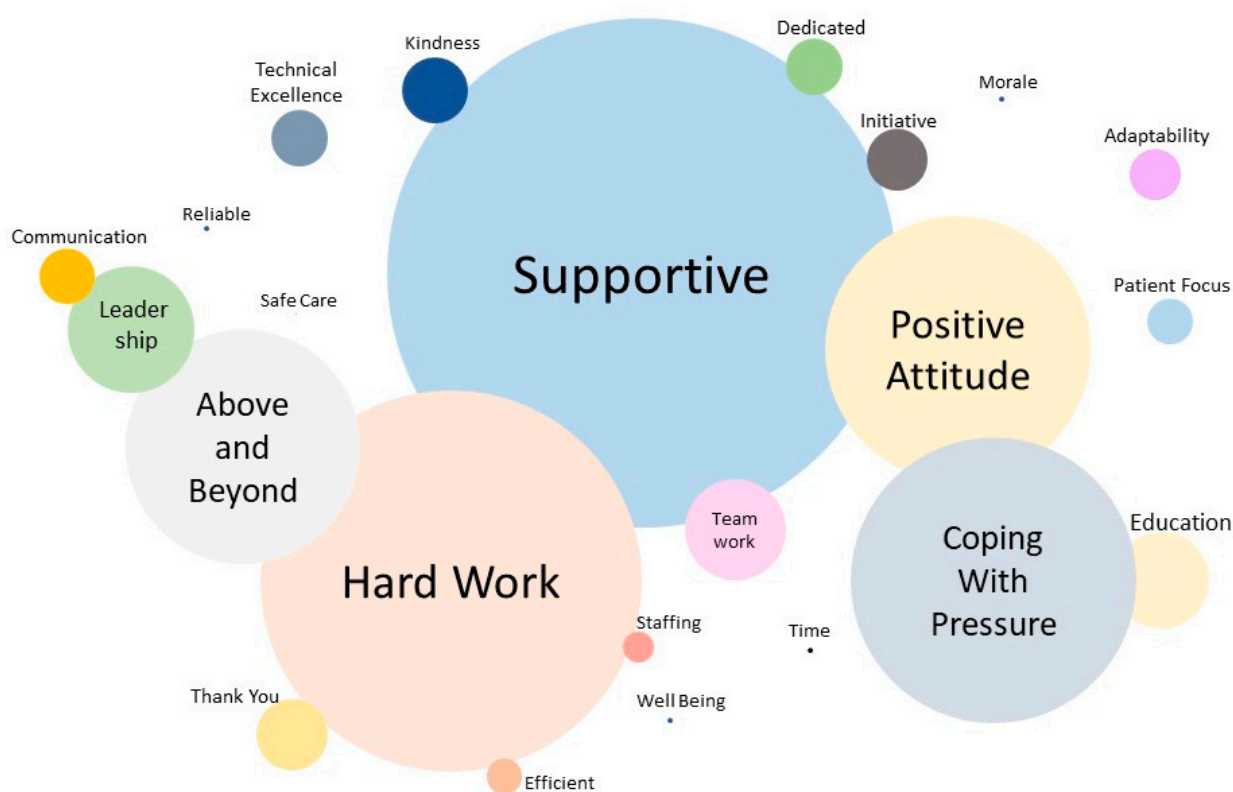 Kindness
Dedicated
Technical
Excellence
Morale
Initiative
Adaptability
Reliable
Communication
Supportive
Safe Care
Patient Focus
Leader
ship
Positive
Attitude
Above
and
Beyond
Team
work
Education
Coping
With
Pressure
Hard Work
Staffing
Time
Thank You
Well Being
Efficient